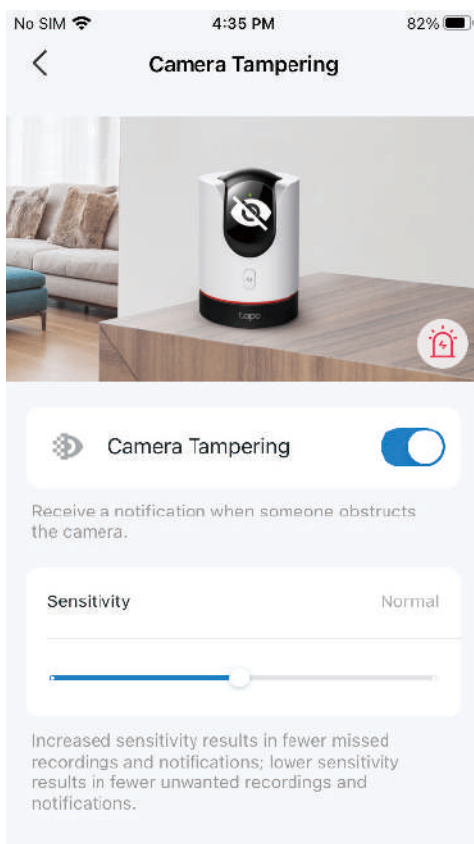 No SIM 4:35 PM 82%
Camera Tampering
tapo
Camera Tampering
Receive a notification when someone obstructs
the camera.
Sensitivity Normal
Increased sensitivity results in fewer missed
recordings and notifications; lower sensitivity
results in fewer unwanted recordings and
notifications.